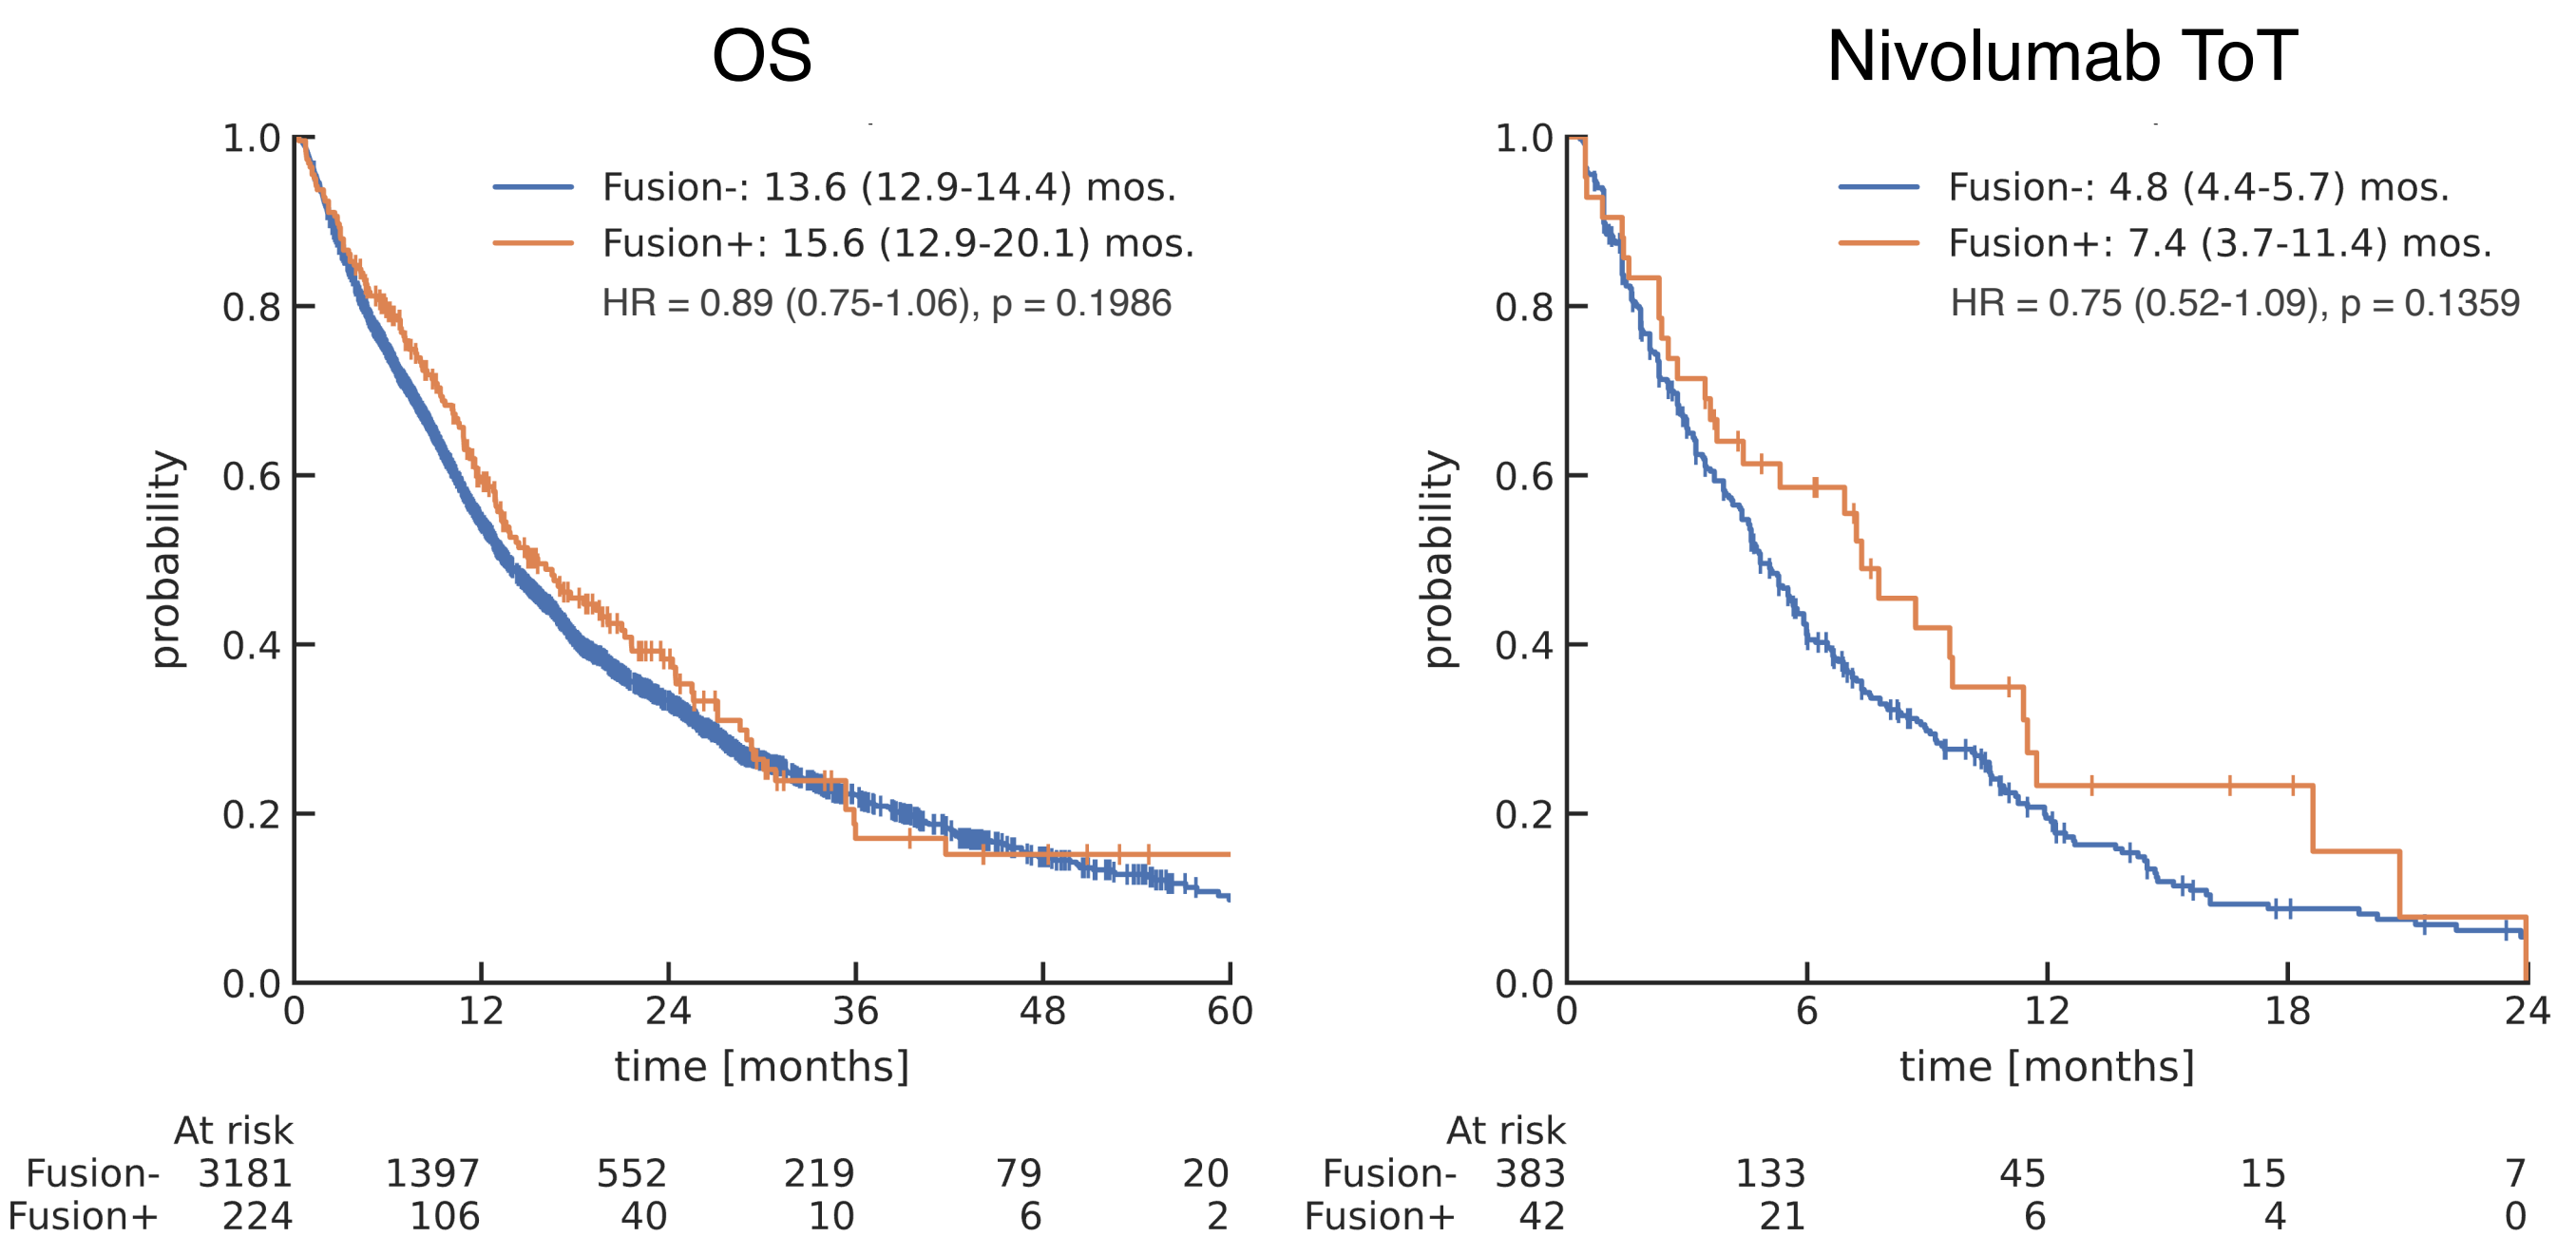 OS
1.0
0.8
0.6
0.4
0.2
0.0
probability
Fusion-: 13.6 (12.9-14.4) mos.
Fusion+: 15.6 (12.9-20.1) mos.
HR = 0.89 (0.75-1.06), p = 0.1986
0 12 24 36 48 60
time [months]
At risk
Fusion- 3181 1397 552 219 79 20
Fusion+ 224 106 40 10 6 2
Nivolumab ToT
1.0
0.8
0.6
0.4
0.2
0.0
probability
Fusion-: 4.8 (4.4-5.7) mos.
Fusion+: 7.4 (3.7-11.4) mos.
HR = 0.75 (0.52-1.09), p = 0.1359
0 6 12 18 24
time [months]
At risk
Fusion- 383 133 45 15 7
Fusion+ 42 21 6 4 0